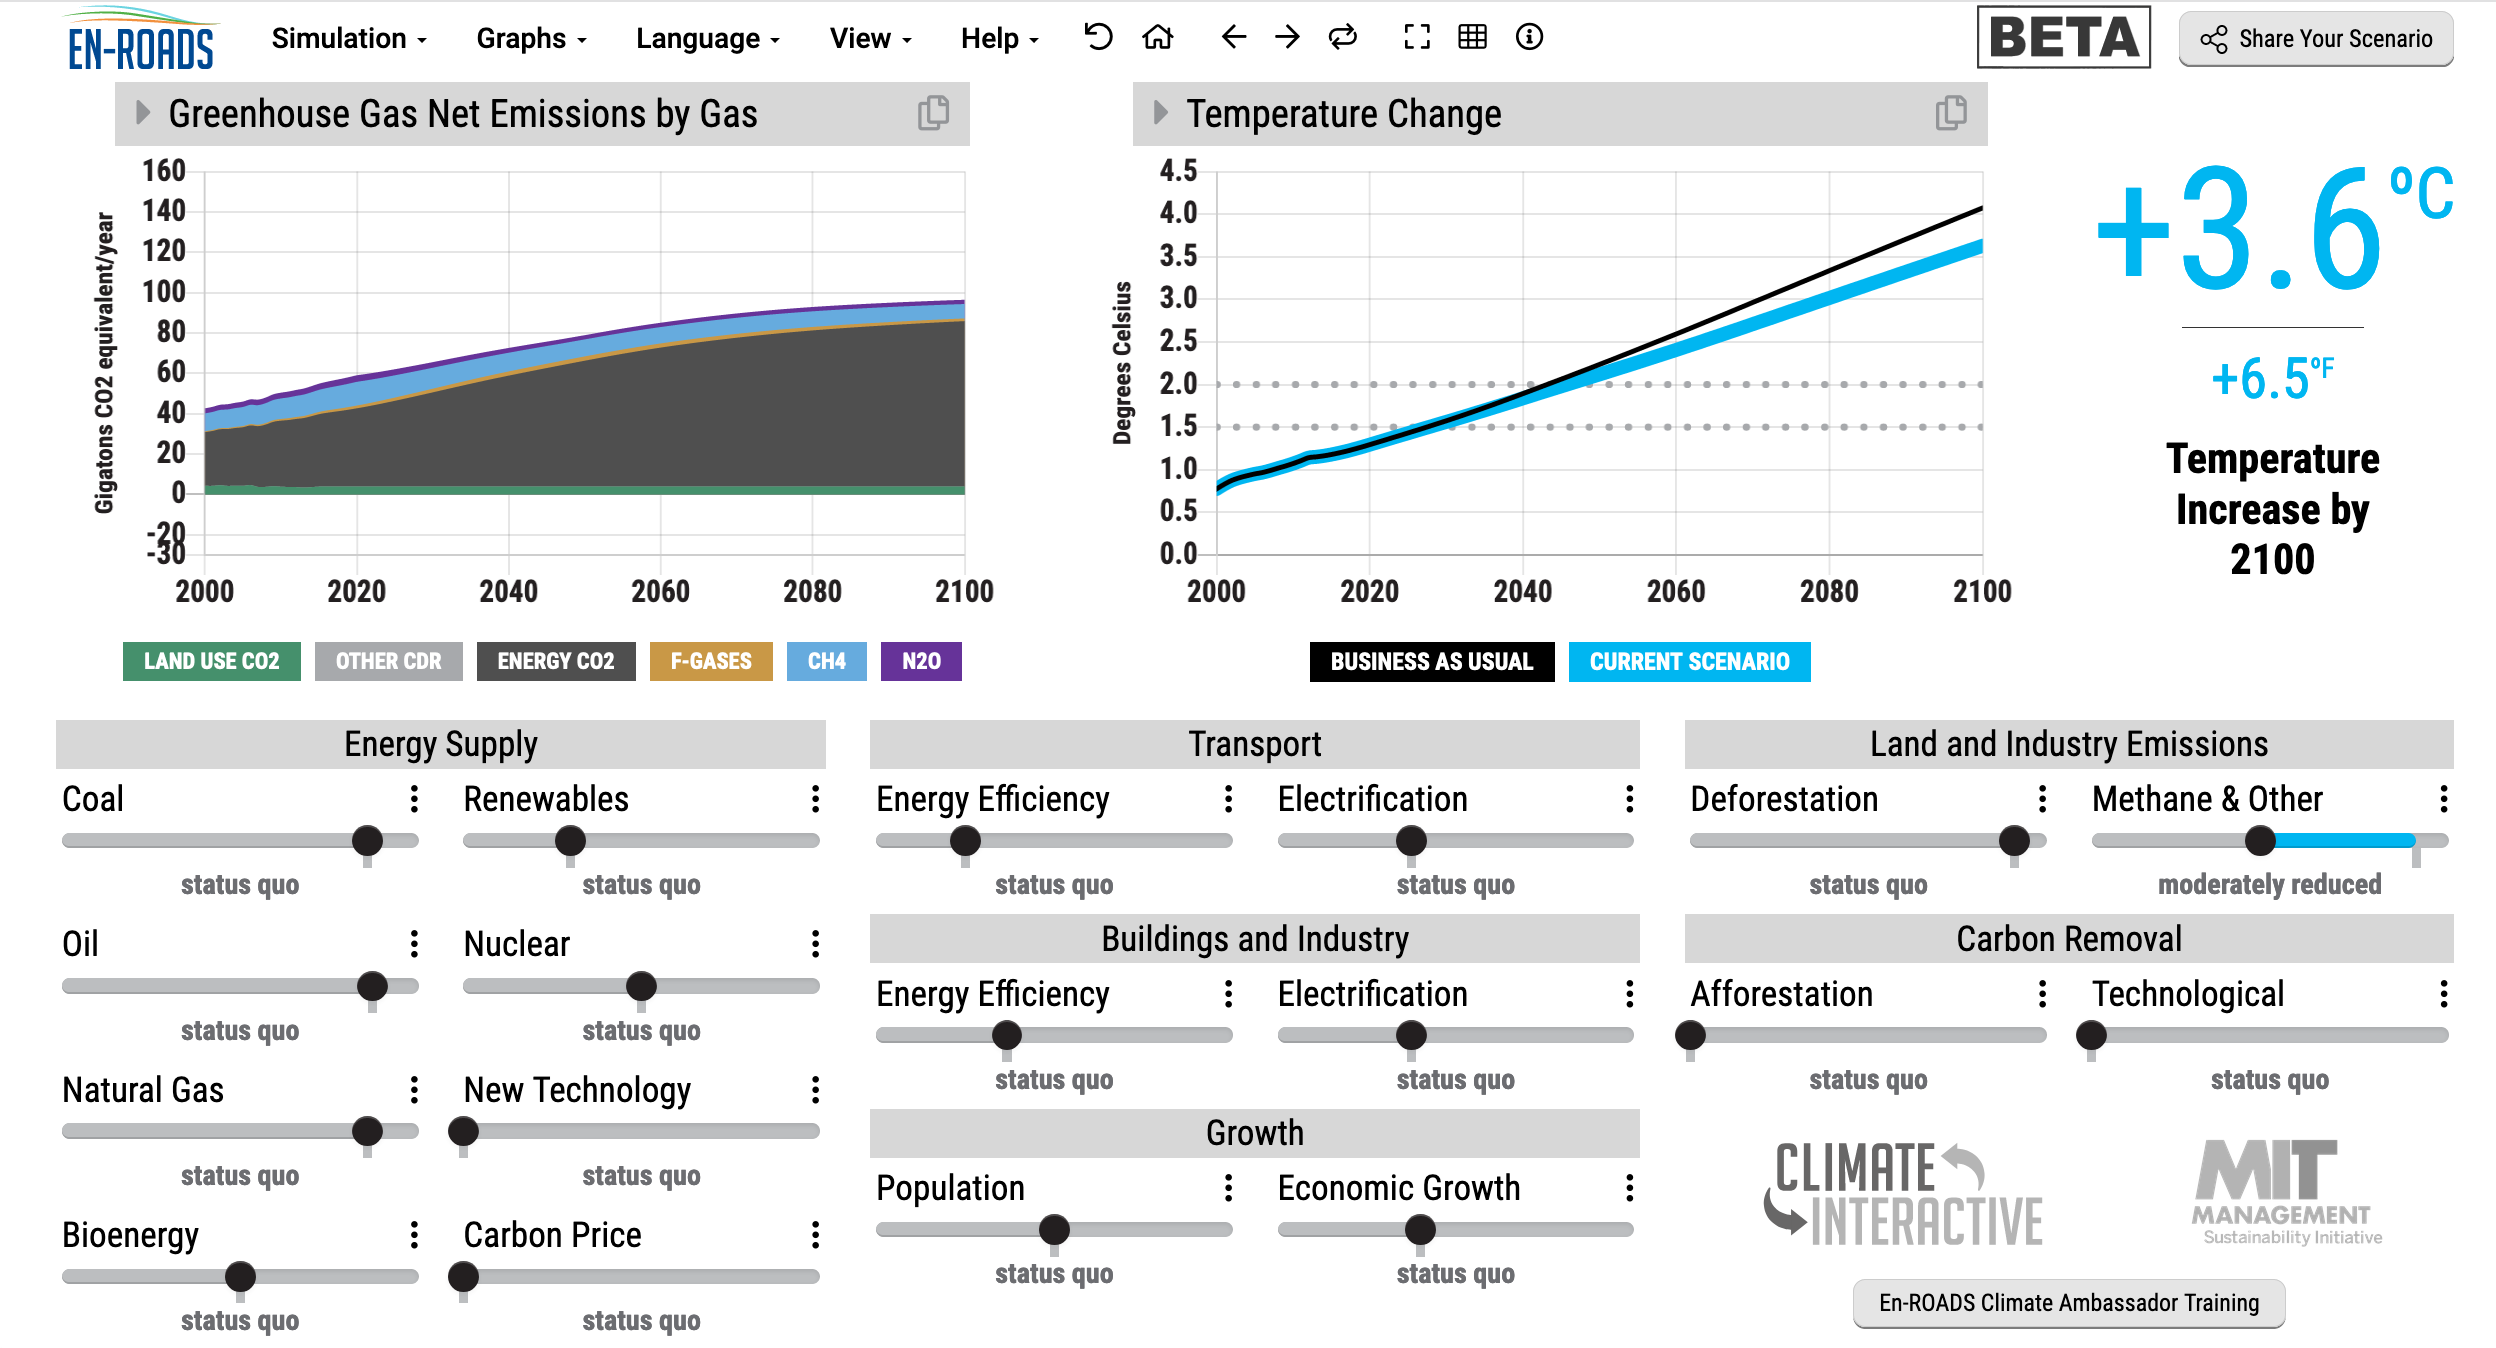 EN-ROADS
Simulation
Graphs
Language
View
Help
BETA
Share Your Scenario
Greenhouse Gas Net Emissions by Gas
Gigatons CO2 equivalent/year
160
140
120
100
80
60
40
20
0
-20
-30
2000
2020
2040
2060
2080
2100
LAND USE CO2
OTHER CDR
ENERGY CO2
F-GASES
CH4
N2O
Temperature Change
Degrees Celsius
4.5
4.0
3.5
3.0
2.5
2.0
1.5
1.0
0.5
0.0
2000
2020
2040
2060
2080
2100
BUSINESS AS USUAL
CURRENT SCENARIO
+3.6 °C
+6.5 °F
Temperature
Increase by
2100
Energy Supply
Coal
status quo
Renewables
status quo
Oil
status quo
Nuclear
status quo
Natural Gas
status quo
New Technology
status quo
Bioenergy
status quo
Carbon Price
status quo
Transport
Energy Efficiency
status quo
Electrification
status quo
Buildings and Industry
Energy Efficiency
status quo
Electrification
status quo
Growth
Population
status quo
Economic Growth
status quo
Land and Industry Emissions
Deforestation
status quo
Methane & Other
moderately reduced
Carbon Removal
Afforestation
status quo
Technological
status quo
CLIMATE
INTERACTIVE
MIT
MANAGEMENT
Sustainability Initiative
En-ROADS Climate Ambassador Training